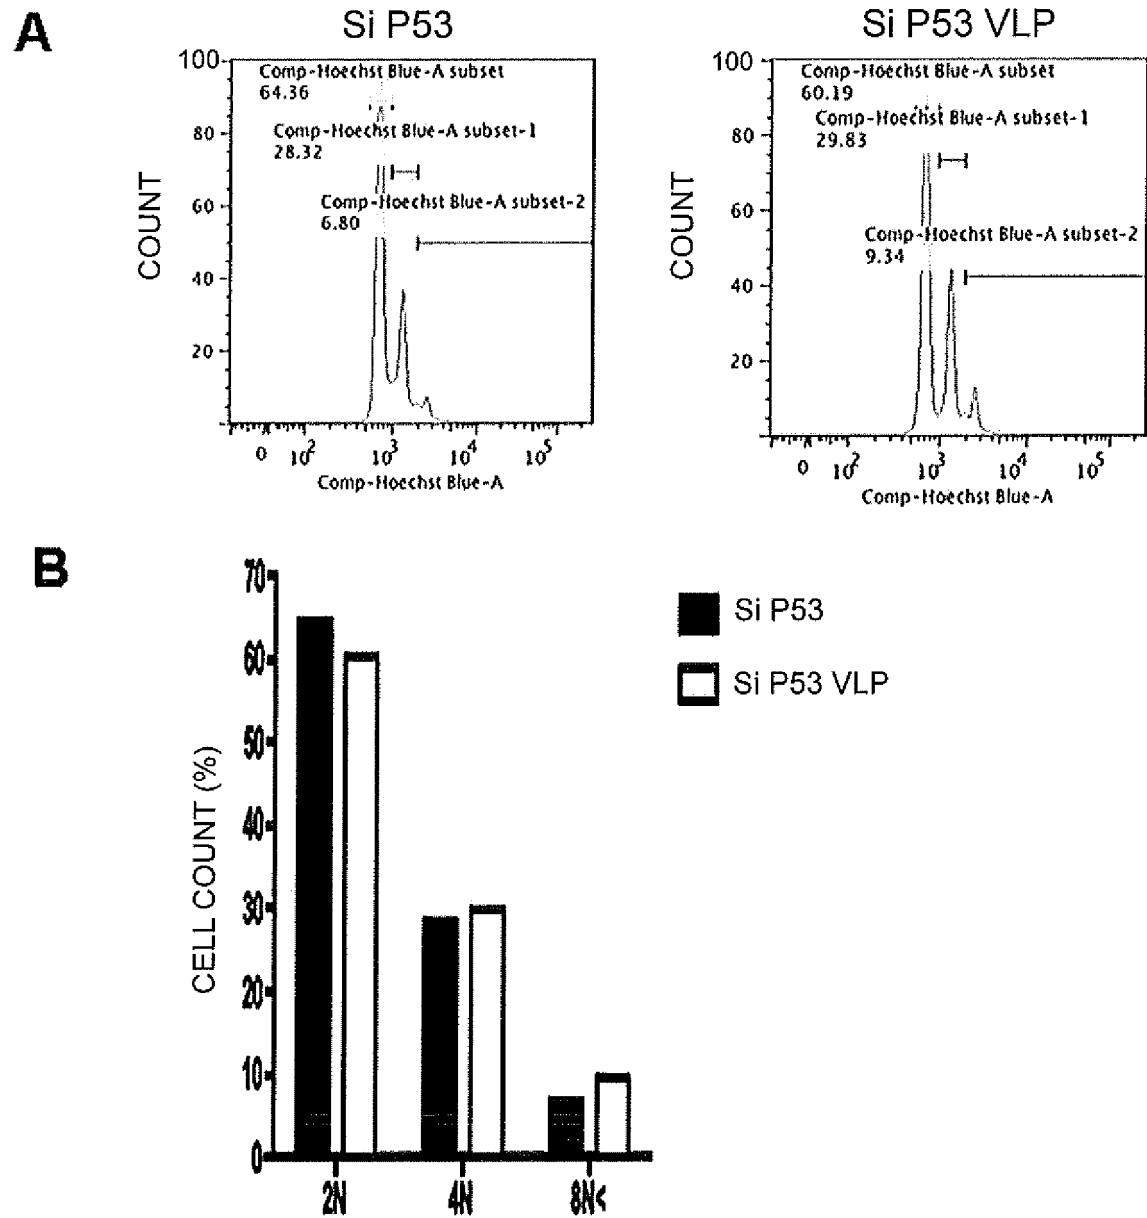 A
Si P53
Si P53 VLP
100
80
60
40
20
COUNT
Comp-Hoechst Blue-A subset
64.36
Comp-Hoechst Blue-A subset-1
28.32
Comp-Hoechst Blue-A subset-2
6.80
0 10² 10³ 10⁴ 10⁵
Comp-Hoechst Blue-A
100
80
60
40
20
COUNT
Comp-Hoechst Blue-A subset
60.19
Comp-Hoechst Blue-A subset-1
29.83
Comp-Hoechst Blue-A subset-2
9.34
0 10² 10³ 10⁴ 10⁵
Comp-Hoechst Blue-A
B
70
60
50
40
30
20
10
0
CELL COUNT (%)
2N 4N 8N<
Si P53
Si P53 VLP